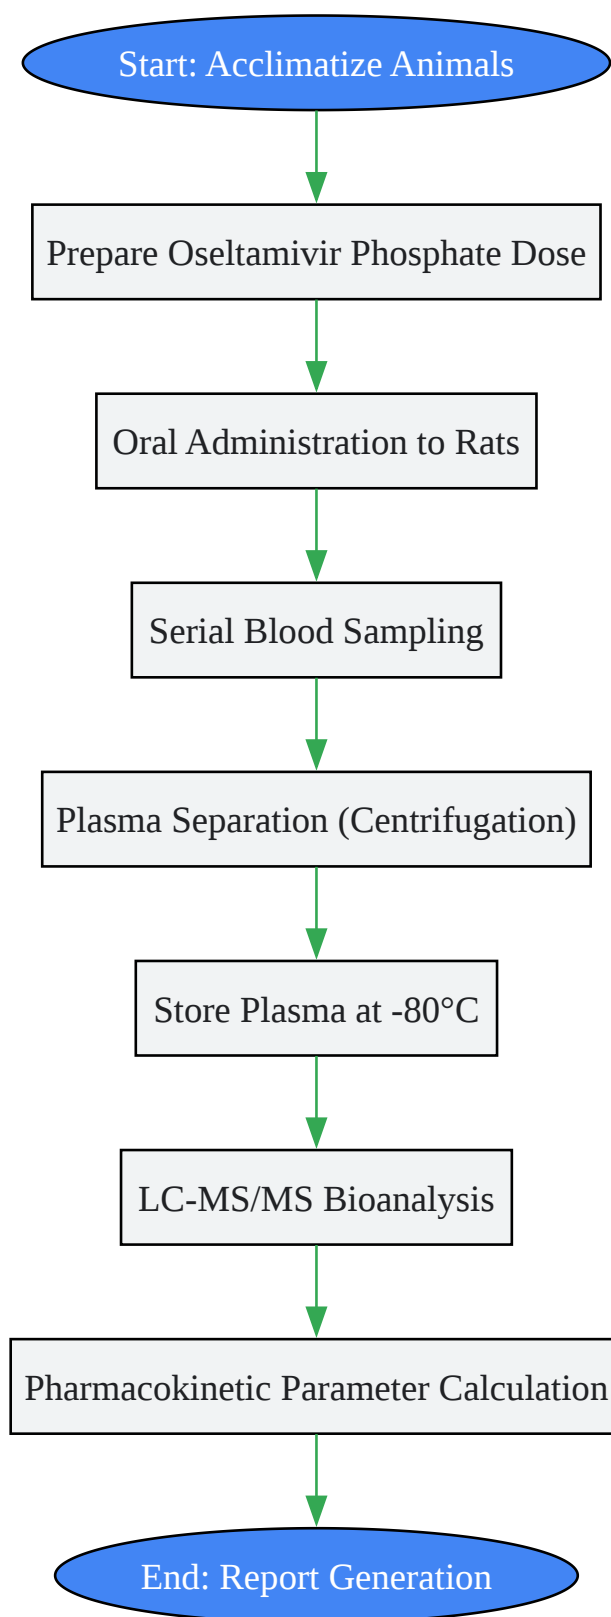 Start: Acclimatize Animals
Prepare Oseltamivir Phosphate Dose
Oral Administration to Rats
Serial Blood Sampling
Plasma Separation (Centrifugation)
Store Plasma at -80°C
LC-MS/MS Bioanalysis
Pharmacokinetic Parameter Calculation
End: Report Generation